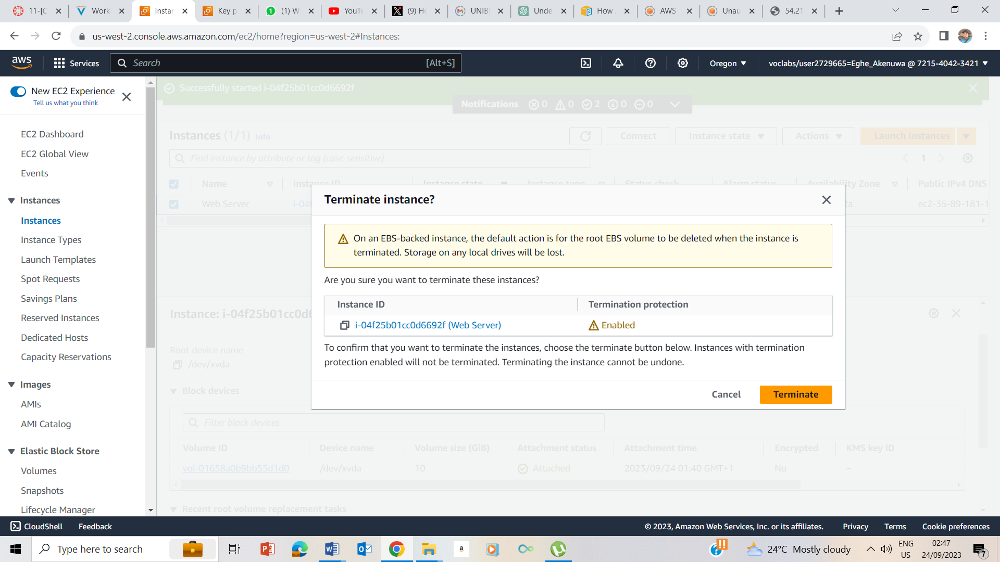 11-[C
Work
Instar
Key p
(1) W
YouTu
(9) Ho
UNIBE
Unde
How
AWS
Unau
54.21
us-west-2.console.aws.amazon.com/ec2/home?region=us-west-2#Instances:
aws
Services
Search
[Alt+S]
Oregon
voclabs/user2729665=Eghe_Akenuwa @ 7215-4042-3421
New EC2 Experience
Tell us what you think
EC2 Dashboard
EC2 Global View
Events
Instances
Instances
Instance Types
Launch Templates
Spot Requests
Savings Plans
Reserved Instances
Dedicated Hosts
Capacity Reservations
Images
AMIs
AMI Catalog
Elastic Block Store
Volumes
Snapshots
Lifecycle Manager
Successfully started i-04f25b01cc0d6692f
Notifications 0 0 2 0 0
Instances (1/1) Info
Connect
Instance state
Actions
Launch instances
Find instance by attribute or tag (case-sensitive)
1
Name Instance ID Instance state Instance type Status check Alarm status Availability Zone Public IPv4 DNS
Web Server i-04f 2a ec2-35-89-181-1
Terminate instance?
On an EBS-backed instance, the default action is for the root EBS volume to be deleted when the instance is
terminated. Storage on any local drives will be lost.
Are you sure you want to terminate these instances?
Instance ID Termination protection
i-04f25b01cc0d6692f (Web Server) Enabled
To confirm that you want to terminate the instances, choose the terminate button below. Instances with termination
protection enabled will not be terminated. Terminating the instance cannot be undone.
Cancel
Terminate
Instance: i-04f25b01cc0d6
Root device name
/dev/xvda
Block devices
Filter block devices
Volume ID Device name Volume size (GiB) Attachment status Attachment time Encrypted KMS key ID
vol-01658a0b9bb55d1d0 /dev/xvda 10 Attached 2023/09/24 01:40 GMT+1 No –
Recent root volume replacement tasks
CloudShell
Feedback
© 2023, Amazon Web Services, Inc. or its affiliates.
Privacy
Terms
Cookie preferences
Type here to search
a
24°C Mostly cloudy
ENG
US
02:47
24/09/2023
7